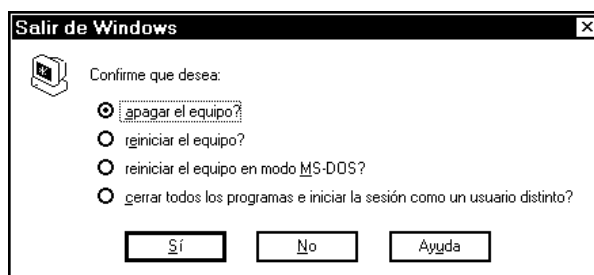 Salir de Windows
Confirme que desea:
apagar el equipo?
reiniciar el equipo?
reiniciar el equipo en modo MS-DOS?
cerrar todos los programas e iniciar la sesión como un usuario distinto?
Sí No Ayuda